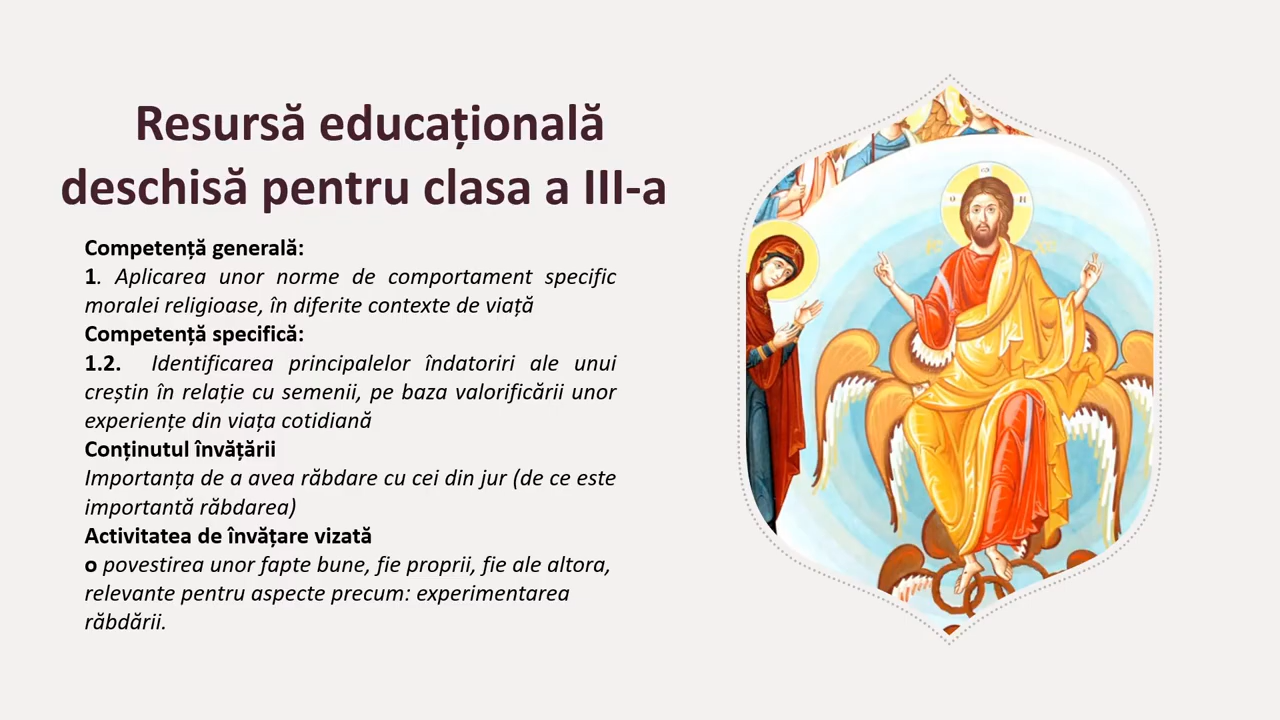 Resursă educațională
deschisă pentru clasa a III-a
Competență generală:
1. Aplicarea unor norme de comportament specific
moralei religioase, în diferite contexte de viață
Competență specifică:
1.2. Identificarea principalelor îndatoriri ale unui
creștin în relație cu semenii, pe baza valorificării unor
experiențe din viața cotidiană
Conținutul învățării
Importanța de a avea răbdare cu cei din jur (de ce este
importantă răbdarea)
Activitatea de învățare vizată
o povestirea unor fapte bune, fie proprii, fie ale altora,
relevante pentru aspecte precum: experimentarea
răbdării.